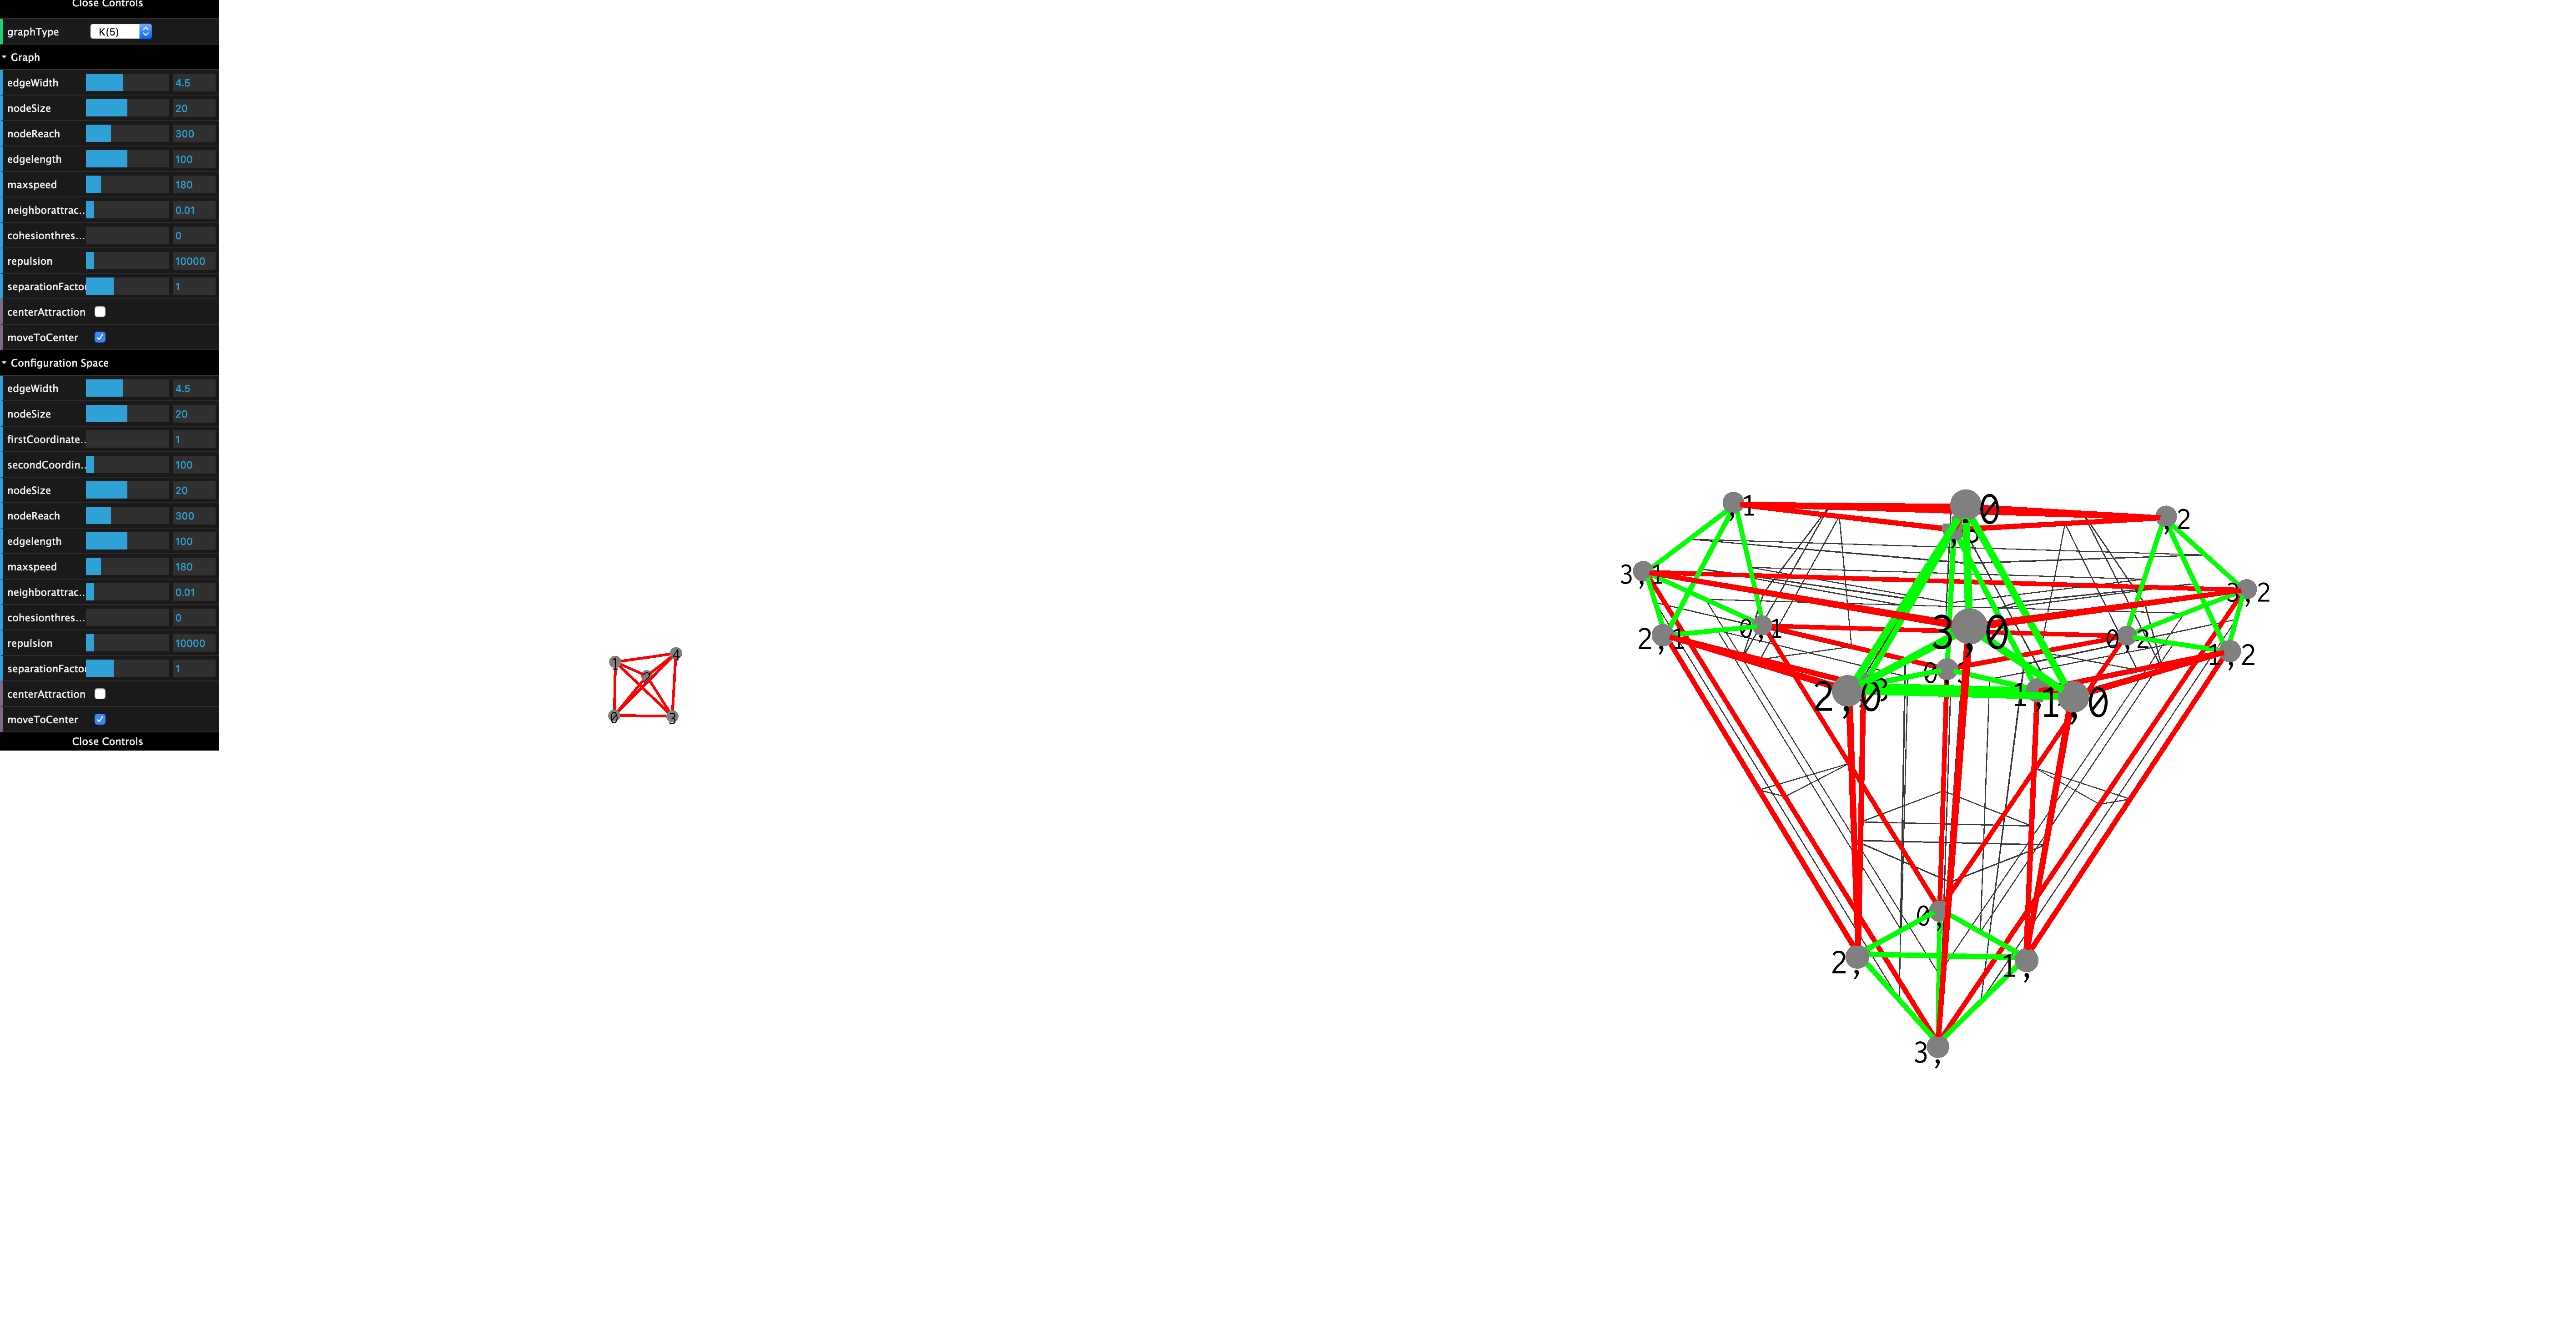 Close Controls
graphType K(5)
Graph
edgeWidth 4.5
nodeSize 20
nodeReach 300
edgelength 100
maxspeed 180
neighborattrac... 0.01
cohesionthres... 0
repulsion 10000
separationFactor 1
centerAttraction
moveToCenter
Configuration Space
edgeWidth 4.5
nodeSize 20
firstCoordinate... 1
secondCoordin... 100
nodeSize 20
nodeReach 300
edgelength 100
maxspeed 180
neighborattrac... 0.01
cohesionthres... 0
repulsion 10000
separationFactor 1
centerAttraction
moveToCenter
Close Controls
1 4
2
0 3
,1 ,0 ,2
3,1 3,2
2,1 0,1 3,0 0,2 1,2
2,0 1,0
0,
2, 1,
3,